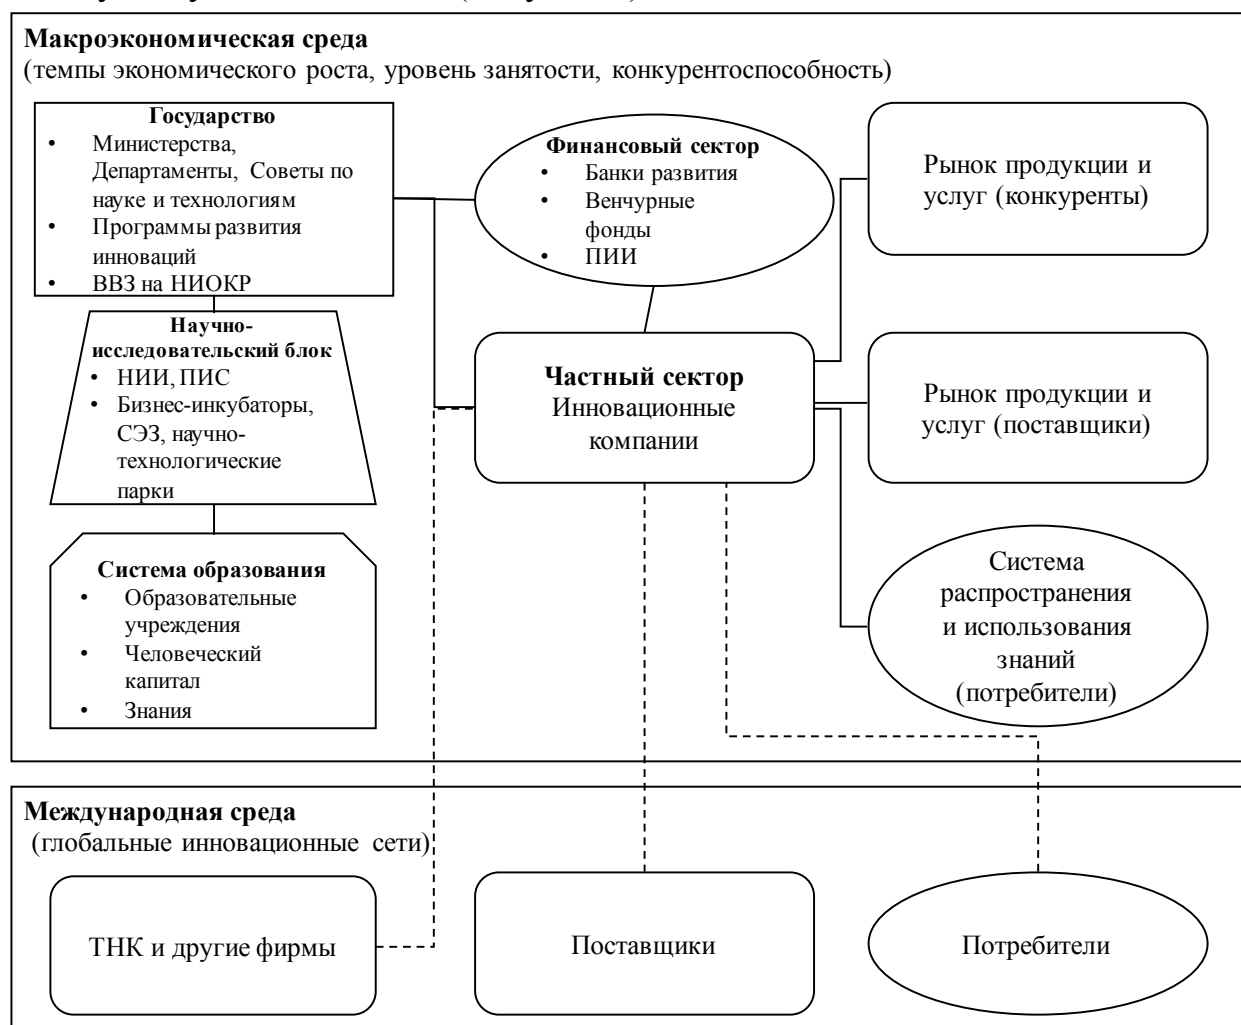 Макроэкономическая среда
(темпы экономического роста, уровень занятости, конкурентоспособность)
Государство
• Министерства,
Департаменты, Советы по
науке и технологиям
• Программы развития
инноваций
• ВВЗ на НИОКР
Финансовый сектор
• Банки развития
• Венчурные
фонды
• ПИИ
Рынок продукции и
услуг (конкуренты)
Научно-
исследовательский блок
• НИИ, ПИС
• Бизнес-инкубаторы,
СЭЗ, научно-
технологические
парки
Частный сектор
Инновационные
компании
Рынок продукции и
услуг (поставщики)
Система образования
• Образовательные
учреждения
• Человеческий
капитал
• Знания
Система
распространения
и использования
знаний
(потребители)
Международная среда
(глобальные инновационные сети)
ТНК и другие фирмы
Поставщики
Потребители